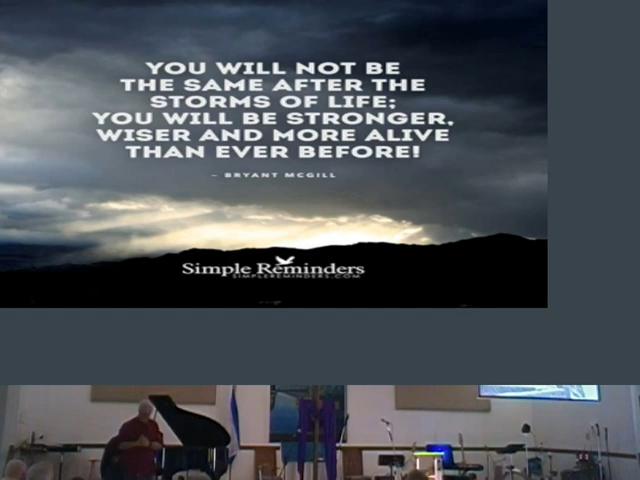 YOU WILL NOT BE
THE SAME AFTER THE
STORMS OF LIFE;
YOU WILL BE STRONGER,
WISER AND MORE ALIVE
THAN EVER BEFORE!
– BRYANT MCGILL
Simple Reminders
SIMPLEREMINDERS.COM